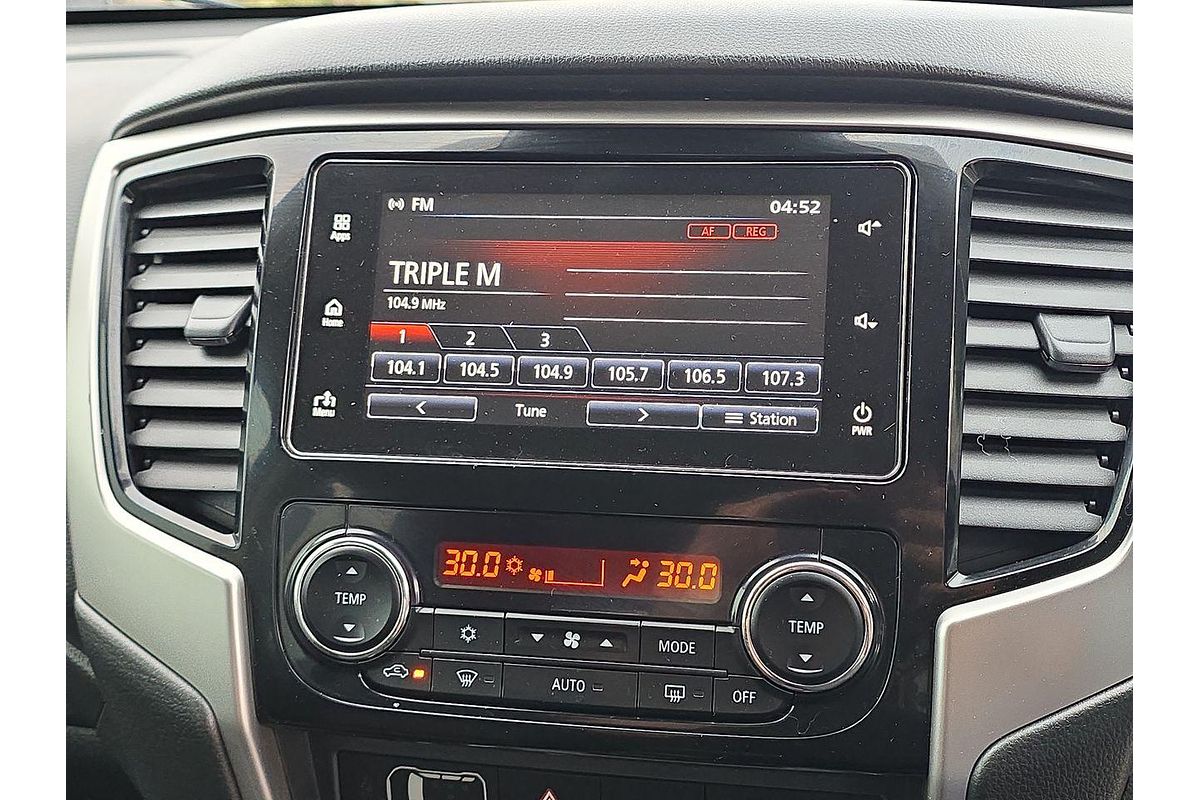 FM 04:52
Apps
AF REG
TRIPLE M
104.9 MHz
Home
1 2 3
104.1 104.5 104.9 105.7 106.5 107.3
< Tune > Station
Menu
PWR
30.0 30.0
TEMP
TEMP
MODE
AUTO
OFF